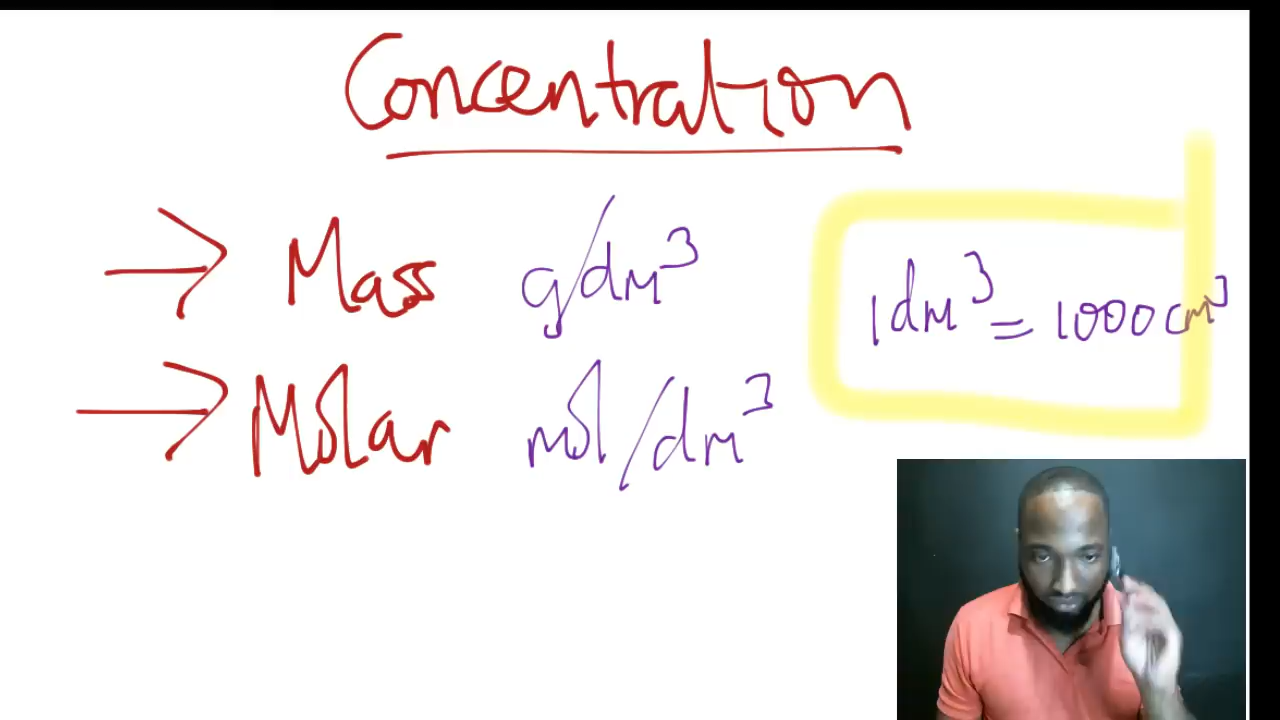 Concentration
→ Mass g/dm³
1dm³ = 1000cm³
→ Molar mol/dm³